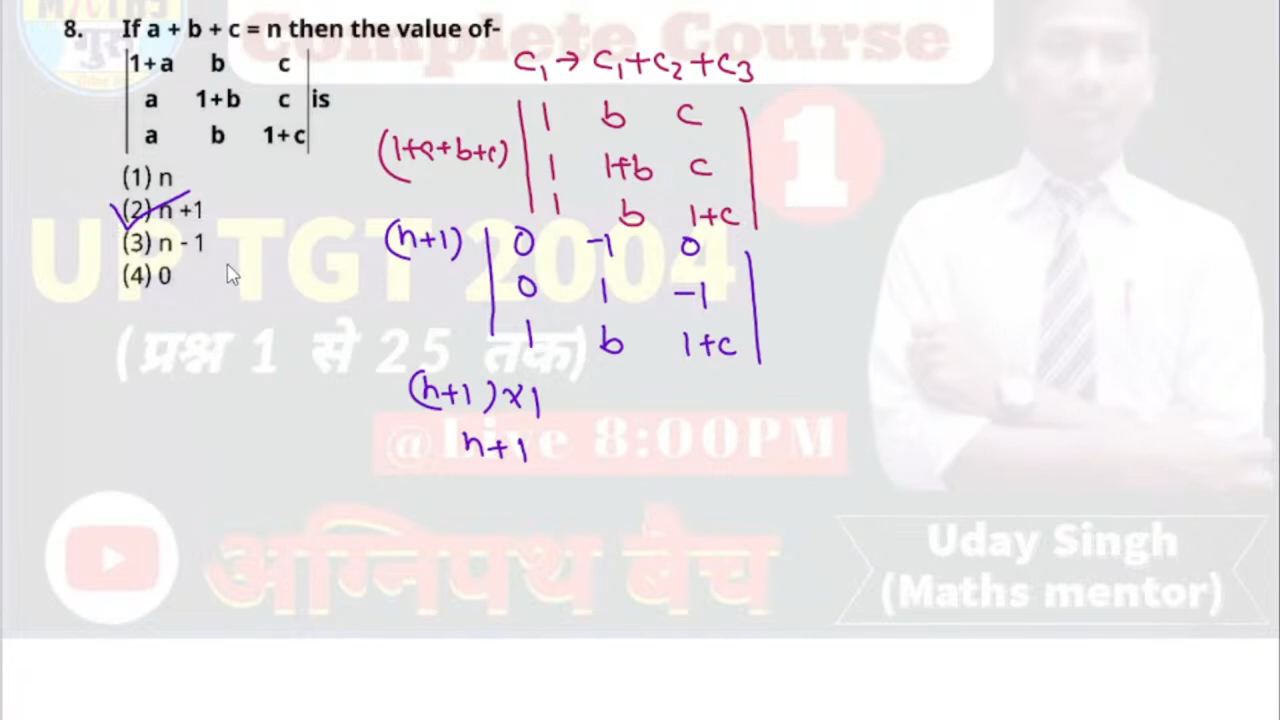 8. If a + b + c = n then the value of-
|1+a b c|
|a 1+b c| is
|a b 1+c|
(1) n
(2) n +1
(3) n - 1
(4) 0
C₁ → C₁+C₂+C₃
(1+a+b+c) |1 b c|
|1 1+b c|
|1 b 1+c|
(n+1) |0 -1 0|
|0 1 -1|
|1 b 1+c|
(n+1) × 1
n+1
Complete Course
1
UP TGT 2004
(प्रश्न 1 से 25 तक)
@Live 8:00PM
अग्निपथ बैच
Uday Singh
(Maths mentor)